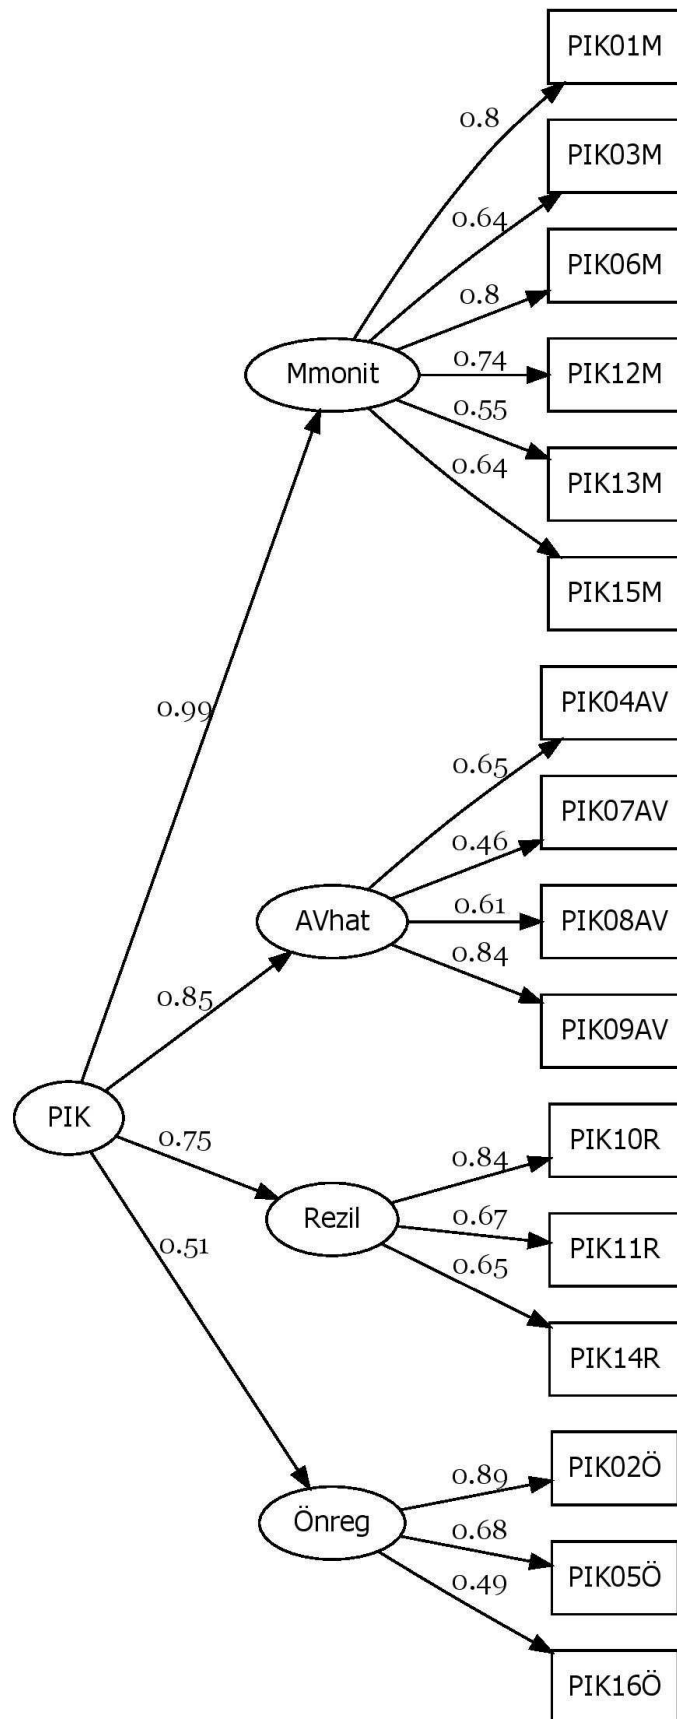 PIK01M
0.8
PIK03M
0.64
PIK06M
0.8
Mmonit
0.74
PIK12M
0.55
PIK13M
0.64
PIK15M
0.99
PIK04AV
0.65
PIK07AV
0.46
AVhat
0.61
PIK08AV
0.84
PIK09AV
0.85
PIK
0.75
PIK10R
0.84
Rezil
0.67
PIK11R
0.65
PIK14R
0.51
PIK02Ö
0.89
Önreg
0.68
PIK05Ö
0.49
PIK16Ö